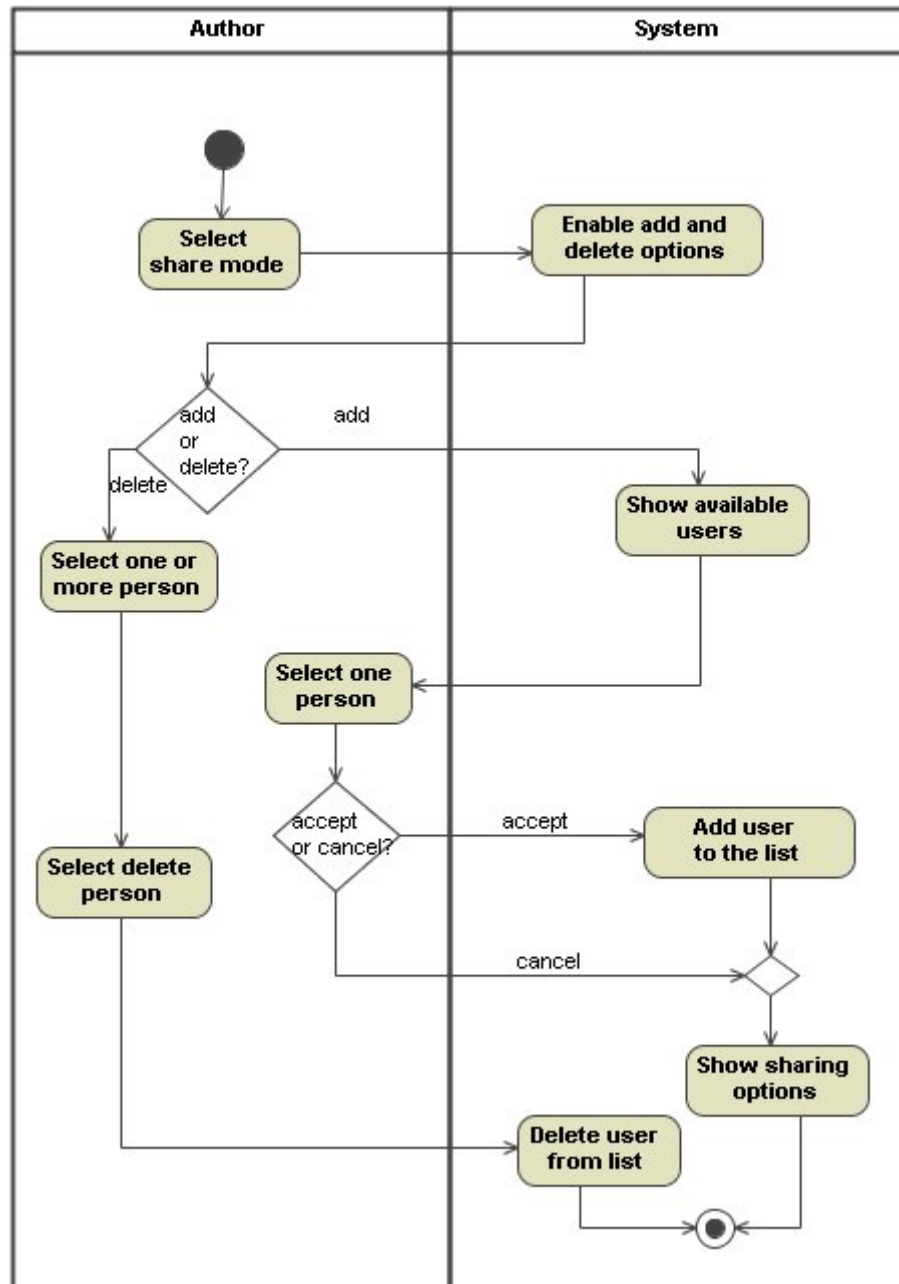 Author
System
Select
share mode
Enable add and
delete options
add
or
delete?
add
delete
Show available
users
Select one or
more person
Select one
person
accept
or cancel?
accept
Add user
to the list
Select delete
person
cancel
Show sharing
options
Delete user
from list